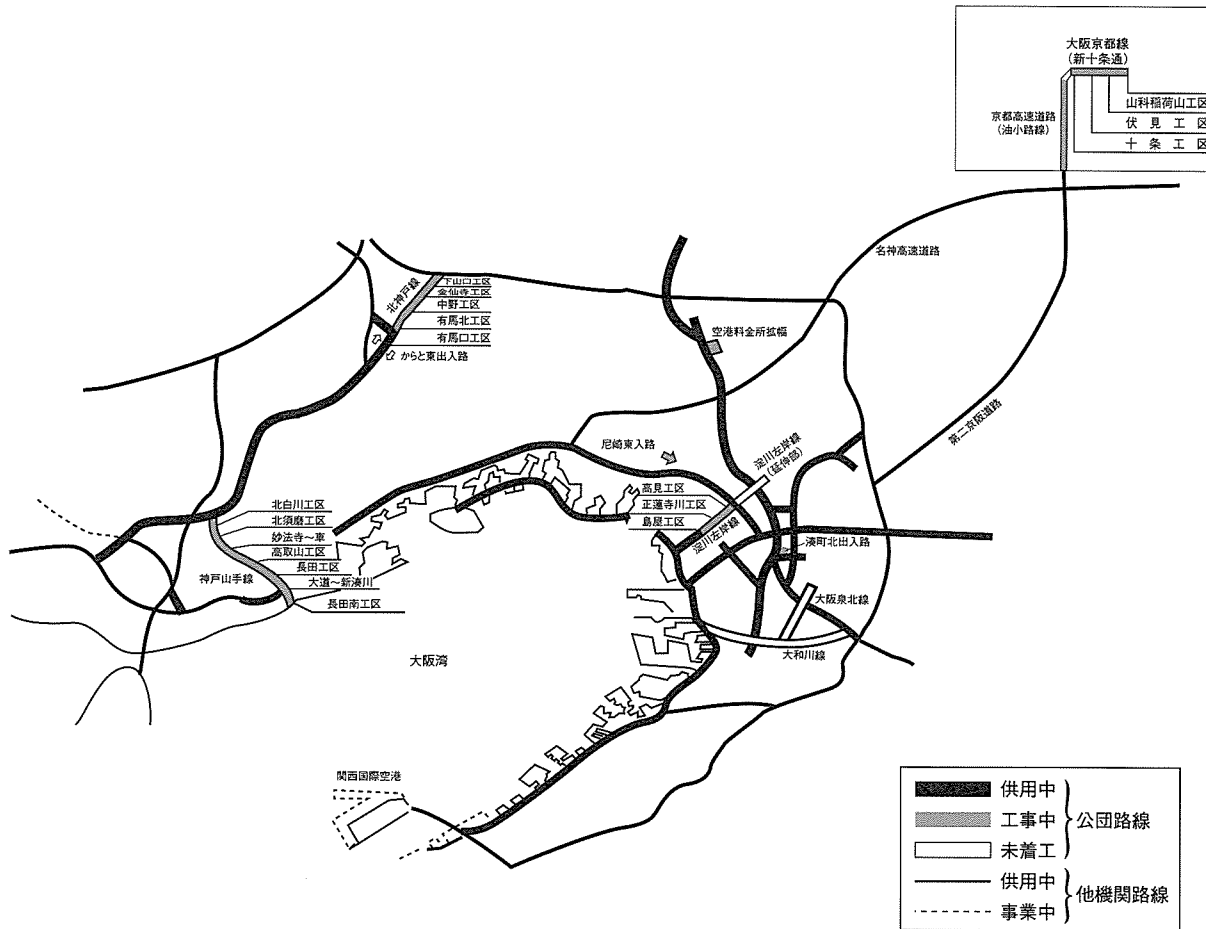 大阪京都線
(新十条通)
山科稲荷山工区
京都高速道路
(油小路線)
伏見工区
十条工区
名神高速道路
北神戸線
下山口工区
金仙寺工区
中野工区
有馬北工区
有馬口工区
からと東出入路
空港料金所拡幅
第二京阪道路
尼崎東入路
淀川左岸線
(延伸部)
高見工区
正蓮寺川工区
島屋工区
淀川左岸線
湊町北出入路
北白川工区
北須磨工区
妙法寺～車
高取山工区
長田工区
神戸山手線
大道～新湊川
長田南工区
大阪泉北線
大和川線
大阪湾
関西国際空港
供用中
工事中
公団路線
未着工
供用中
他機関路線
事業中